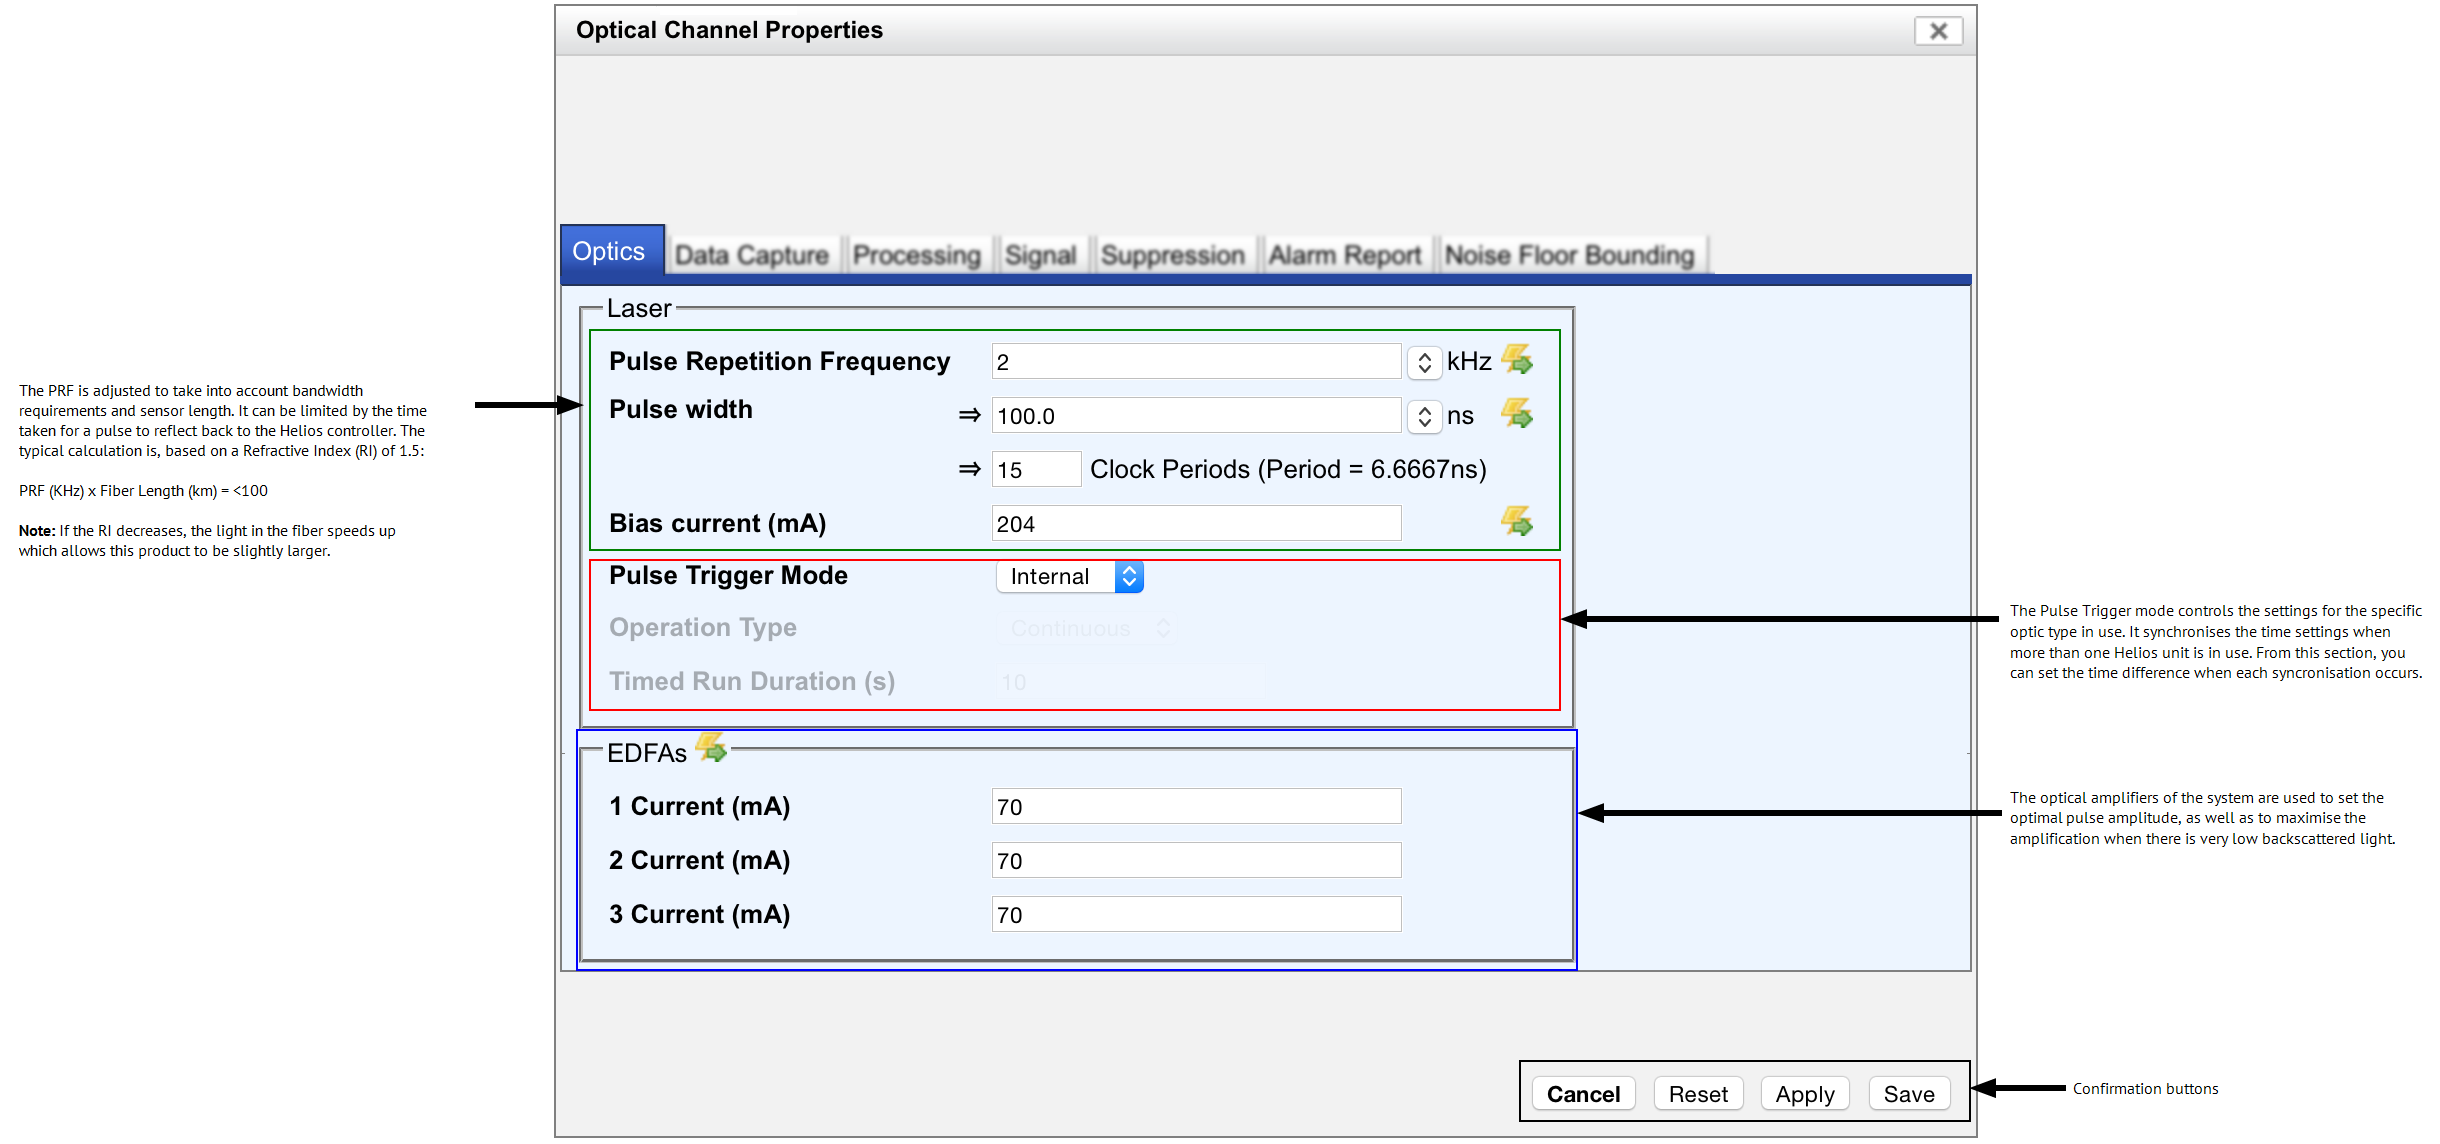 Optical Channel Properties
Optics Data Capture Processing Signal Suppression Alarm Report Noise Floor Bounding
Laser
Pulse Repetition Frequency 2 kHz
Pulse width ⇒ 100.0 ns
⇒ 15 Clock Periods (Period = 6.6667ns)
Bias current (mA) 204
Pulse Trigger Mode Internal
Operation Type Continuous
Timed Run Duration (s) 10
EDFAs
1 Current (mA) 70
2 Current (mA) 70
3 Current (mA) 70
Cancel Reset Apply Save
The PRF is adjusted to take into account bandwidth
requirements and sensor length. It can be limited by the time
taken for a pulse to reflect back to the Helios controller. The
typical calculation is, based on a Refractive Index (RI) of 1.5:
PRF (KHz) x Fiber Length (km) = <100
Note: If the RI decreases, the light in the fiber speeds up
which allows this product to be slightly larger.
The Pulse Trigger mode controls the settings for the specific
optic type in use. It synchronises the time settings when
more than one Helios unit is in use. From this section, you
can set the time difference when each syncronisation occurs.
The optical amplifiers of the system are used to set the
optimal pulse amplitude, as well as to maximise the
amplification when there is very low backscattered light.
Confirmation buttons